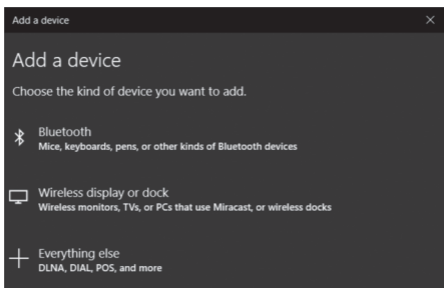 Add a device
Add a device
Choose the kind of device you want to add.
Bluetooth
Mice, keyboards, pens, or other kinds of Bluetooth devices
Wireless display or dock
Wireless monitors, TVs, or PCs that use Miracast, or wireless docks
Everything else
DLNA, DIAL, POS, and more